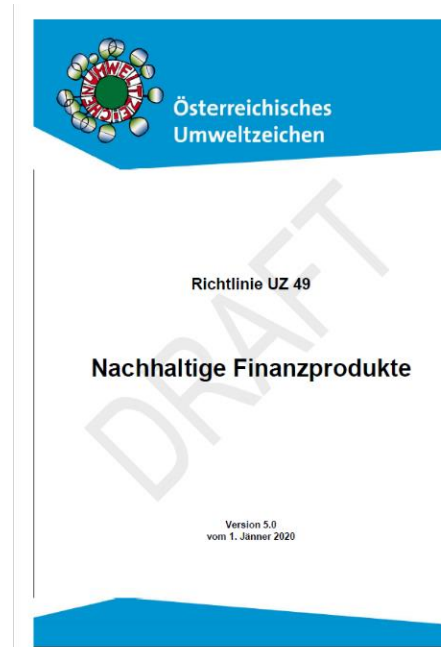 UMWELTZEICHEN
Österreichisches
Umweltzeichen
DRAFT
Richtlinie UZ 49
Nachhaltige Finanzprodukte
Version 5.0
vom 1. Jänner 2020